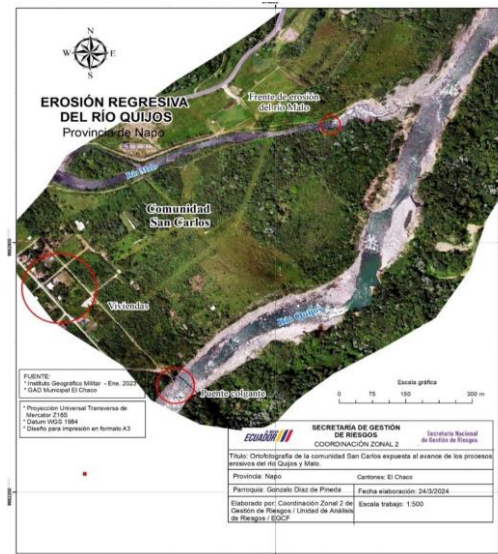 N
W
E
S
EROSIÓN REGRESIVA
DEL RÍO QUIJOS
Provincia de Napo
Frente de erosión
del río Malo
Río Malo
Comunidad
San Carlos
Viviendas
Río Quijos
Puente colgante
FUENTE:
* Instituto Geográfico Militar - Ene. 2023
* GAD Municipal El Chaco
* Proyección Universal Transversa de
Mercator Z18S
* Datum WGS 1984
* Diseño para impresión en formato A3
Escala gráfica
0 75 150 300 m
ECUADOR
SECRETARÍA DE GESTIÓN
DE RIESGOS
COORDINACIÓN ZONAL 2
Secretaría Nacional
de Gestión de Riesgos
Título: Ortofotografía de la comunidad San Carlos expuesta al avance de los procesos
erosivos del río Quijos y Malo.
Provincia: Napo
Cantones: El Chaco
Parroquia: Gonzalo Díaz de Pineda
Fecha elaboración: 24/3/2024
Elaborado por: Coordinación Zonal 2 de
Gestión de Riesgos / Unidad de Análisis
de Riesgos / EGCF
Escala trabajo: 1:500